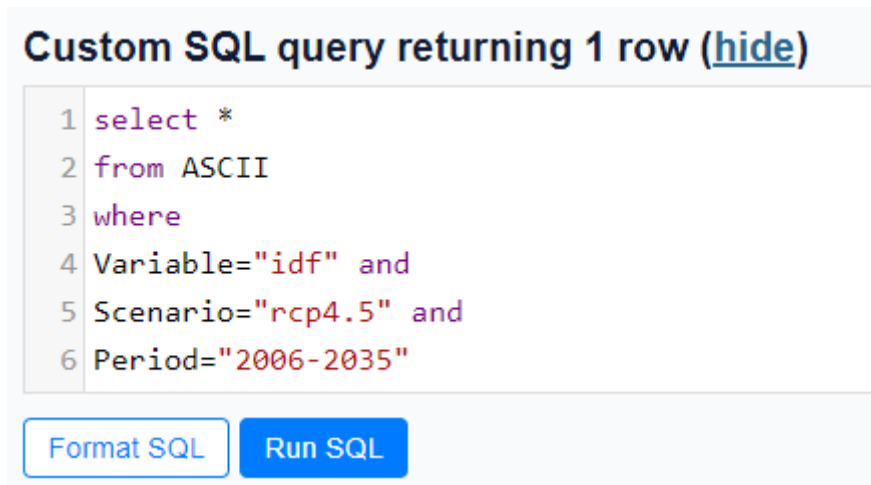 Custom SQL query returning 1 row (hide)
1 select *
2 from ASCII
3 where
4 Variable="idf" and
5 Scenario="rcp4.5" and
6 Period="2006-2035"
Format SQL Run SQL